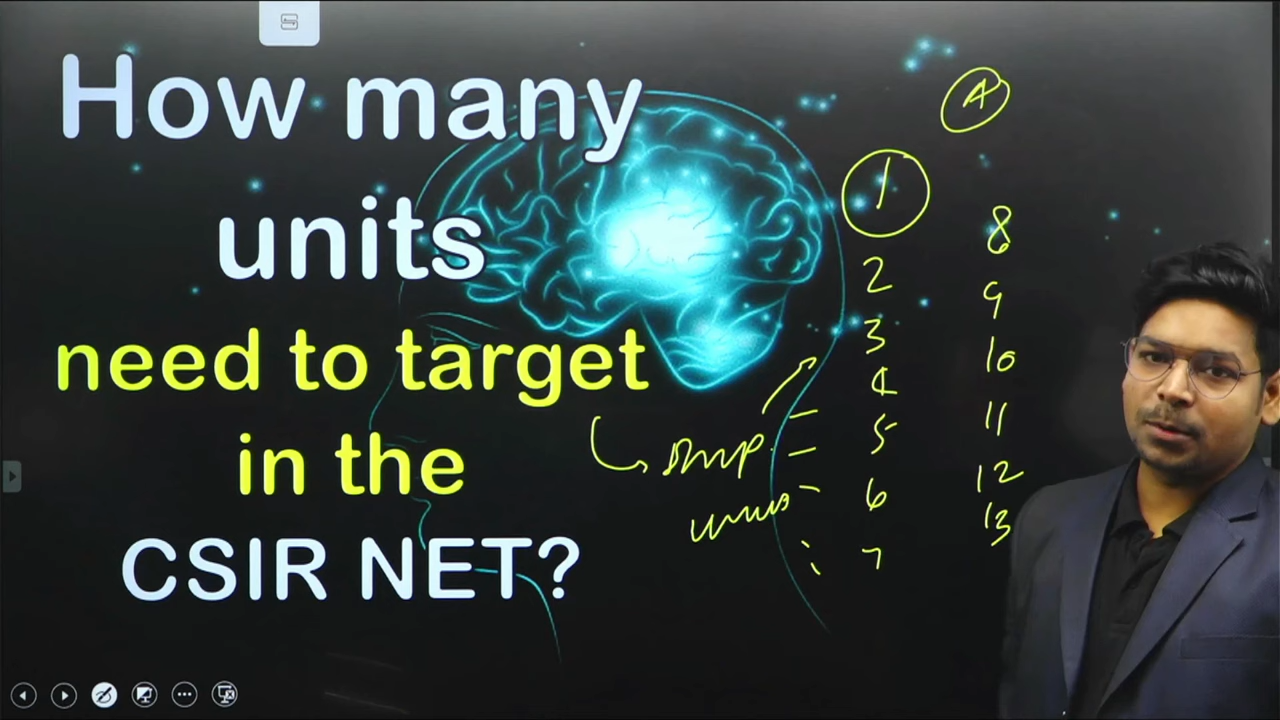 How many
units
need to target
in the
CSIR NET?
A
1
2
3
4
5
6
7
8
9
10
11
12
13